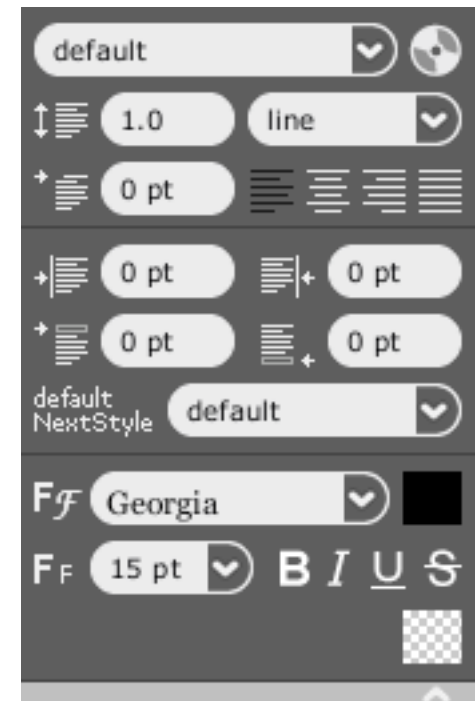 default
1.0 line
0 pt
0 pt 0 pt
0 pt 0 pt
default
NextStyle default
F F Georgia
F F 15 pt B I U S